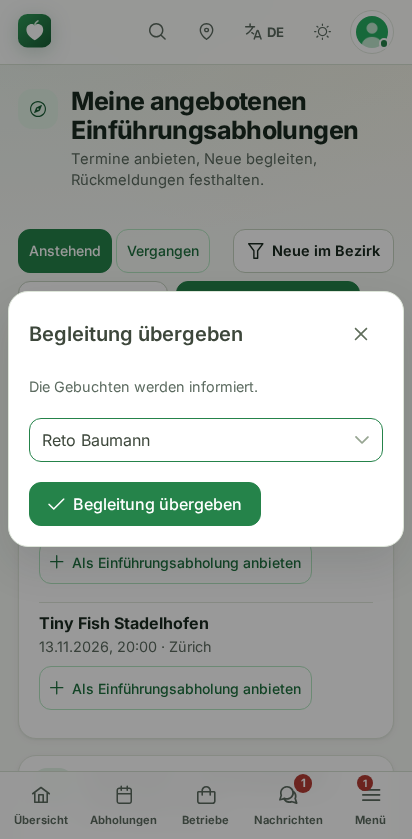 DE
Meine angebotenen
Einführungsabholungen
Termine anbieten, Neue begleiten,
Rückmeldungen festhalten.
Anstehend
Vergangen
Neue im Bezirk
Begleitung übergeben
Die Gebuchten werden informiert.
Reto Baumann
Begleitung übergeben
Als Einführungsabholung anbieten
Tiny Fish Stadelhofen
13.11.2026, 20:00 · Zürich
Als Einführungsabholung anbieten
1
1
Übersicht
Abholungen
Betriebe
Nachrichten
Menü